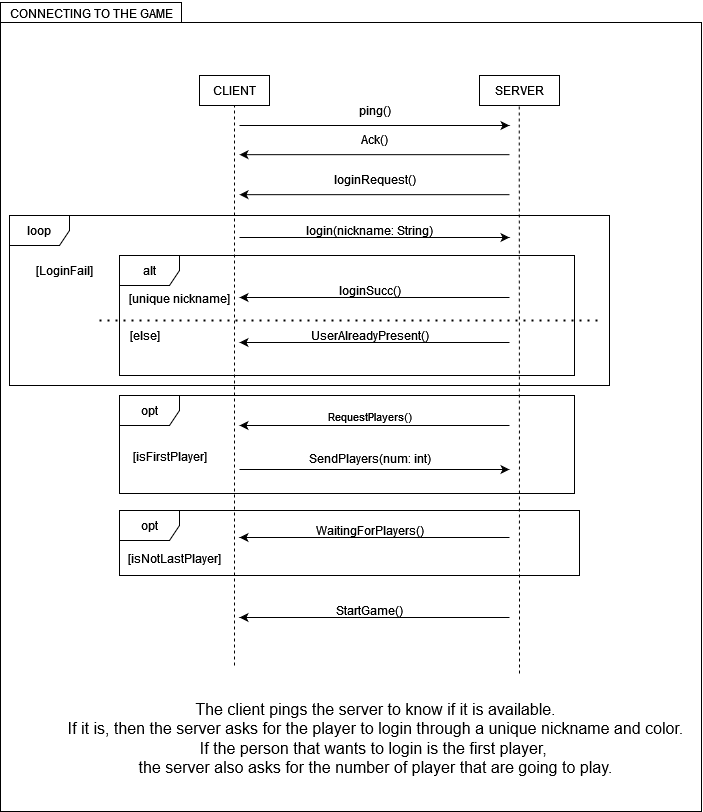 CONNECTING TO THE GAME
CLIENT
SERVER
ping()
Ack()
loginRequest()
loop
login(nickname: String)
[LoginFail]
alt
[unique nickname]
loginSucc()
[else]
UserAlreadyPresent()
opt
RequestPlayers()
[isFirstPlayer]
SendPlayers(num: int)
opt
WaitingForPlayers()
[isNotLastPlayer]
StartGame()
The client pings the server to know if it is available.
If it is, then the server asks for the player to login through a unique nickname and color.
If the person that wants to login is the first player,
the server also asks for the number of player that are going to play.